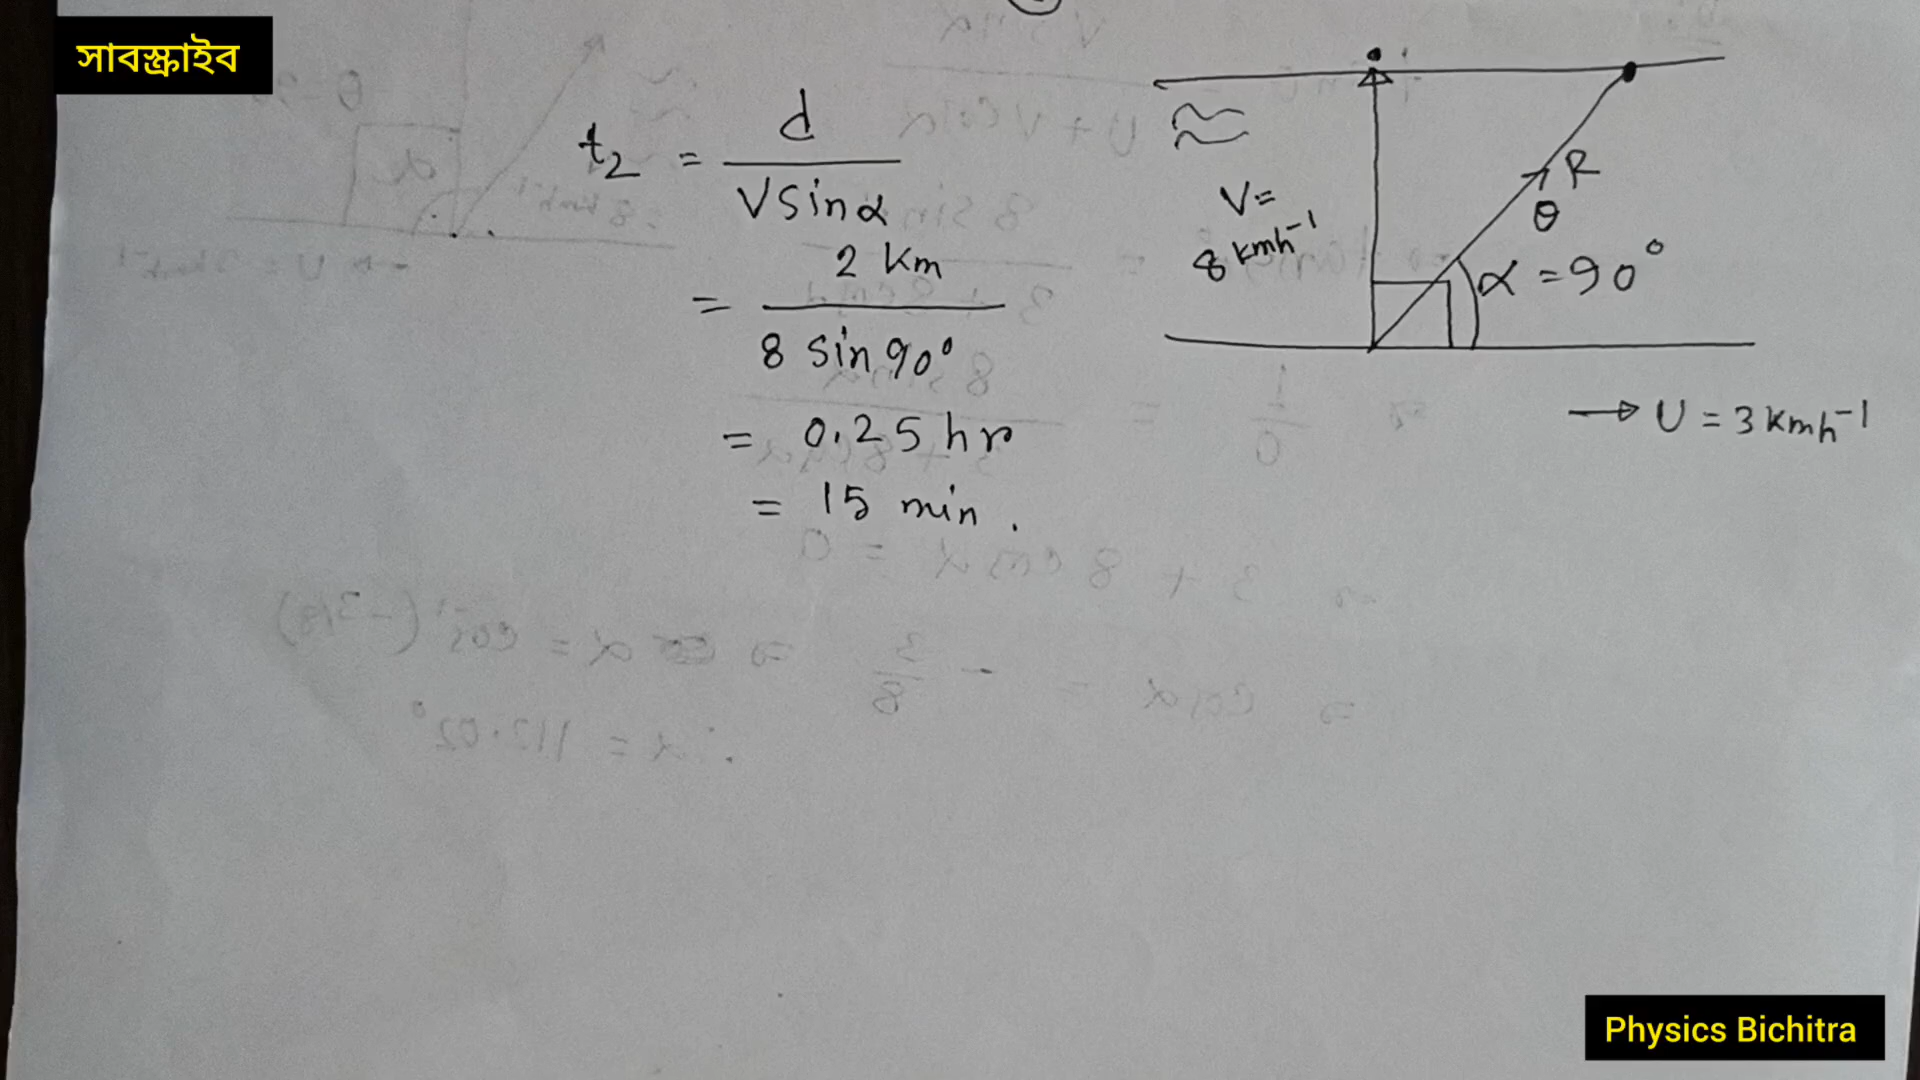 সাবস্ক্রাইব
t₂ = d / V sin α
= 2 km / 8 sin 90°
= 0.25 hr
= 15 min.
V =
8 kmh⁻¹
R
θ
α = 90°
→ U = 3 kmh⁻¹
Physics Bichitra